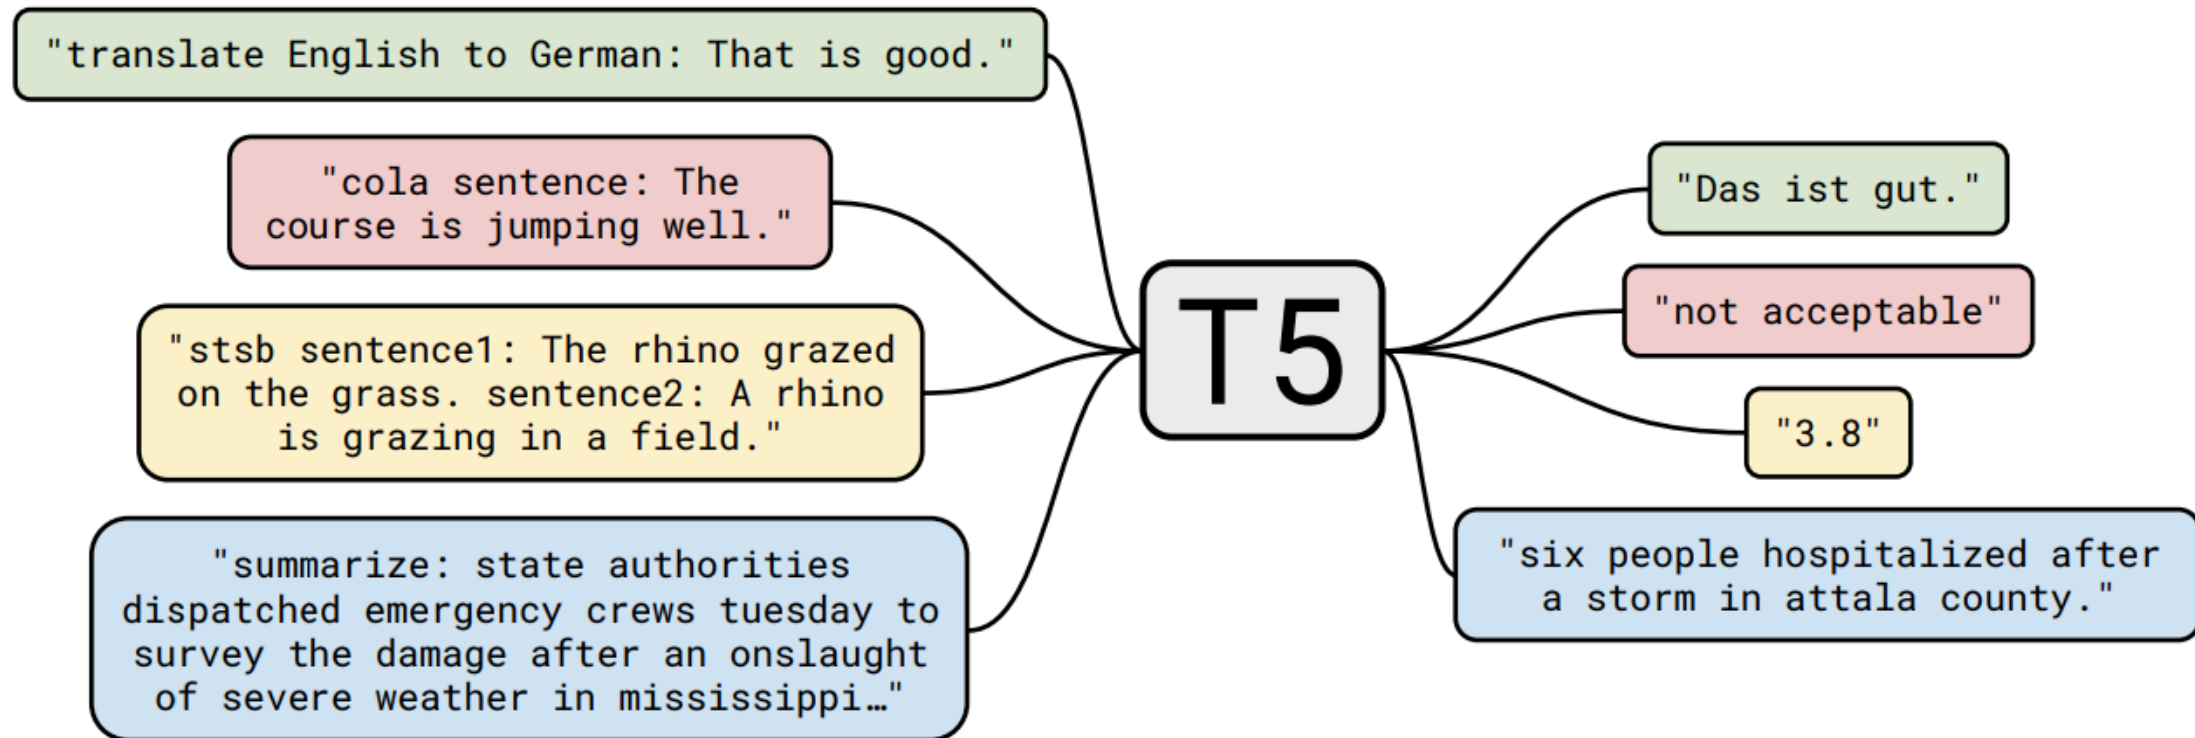 "translate English to German: That is good."
"cola sentence: The
course is jumping well."
"stsb sentence1: The rhino grazed
on the grass. sentence2: A rhino
is grazing in a field."
"summarize: state authorities
dispatched emergency crews tuesday to
survey the damage after an onslaught
of severe weather in mississippi…"
T5
"Das ist gut."
"not acceptable"
"3.8"
"six people hospitalized after
a storm in attala county."